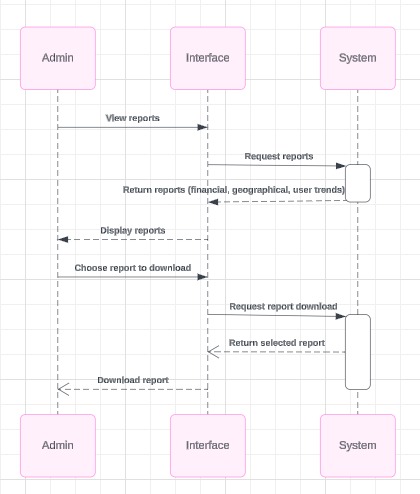 Admin
Interface
System
View reports
Request reports
Return reports (financial, geographical, user trends)
Display reports
Choose report to download
Request report download
Return selected report
Download report
Admin
Interface
System